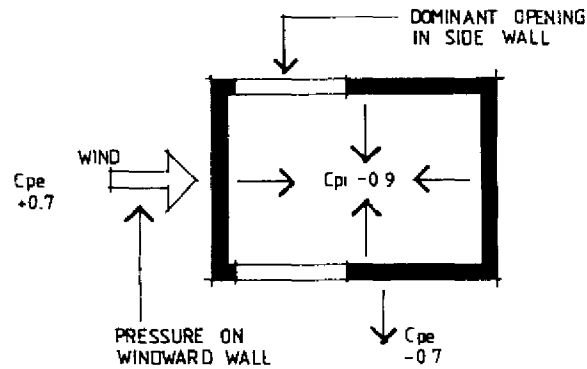 DOMINANT OPENING
IN SIDE WALL
WIND
Cpe
+0.7
Cpi -0 9
PRESSURE ON
WINDWARD WALL
Cpe
-0.7